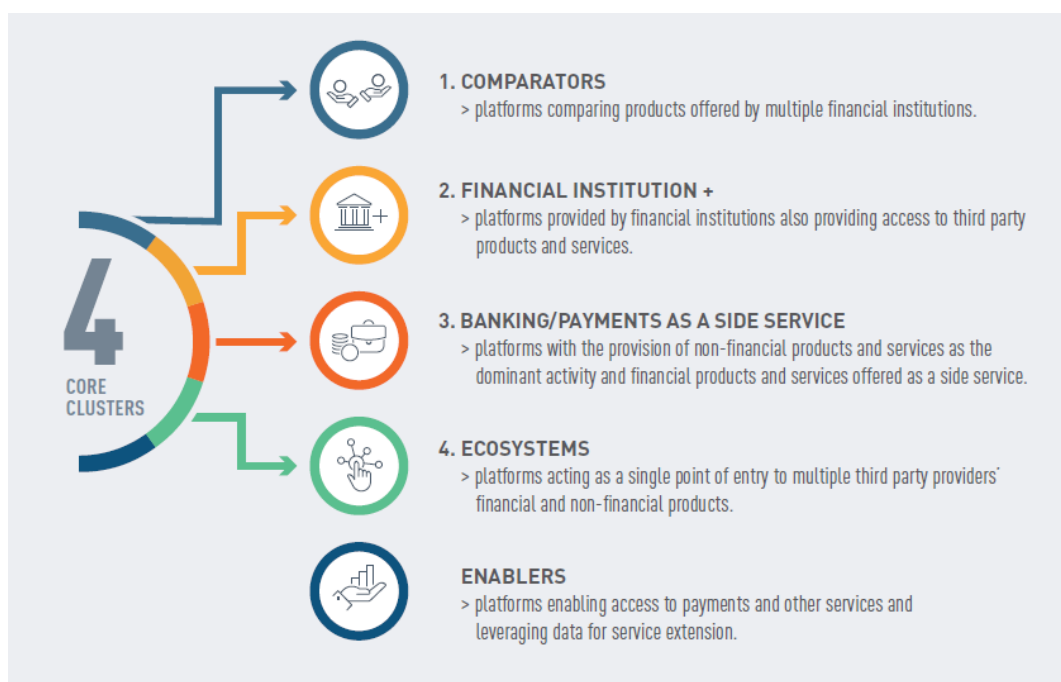 1. COMPARATORS
> platforms comparing products offered by multiple financial institutions.
2. FINANCIAL INSTITUTION +
> platforms provided by financial institutions also providing access to third party
products and services.
4
CORE
CLUSTERS
3. BANKING/PAYMENTS AS A SIDE SERVICE
> platforms with the provision of non-financial products and services as the
dominant activity and financial products and services offered as a side service.
4. ECOSYSTEMS
> platforms acting as a single point of entry to multiple third party providers'
financial and non-financial products.
ENABLERS
> platforms enabling access to payments and other services and
leveraging data for service extension.